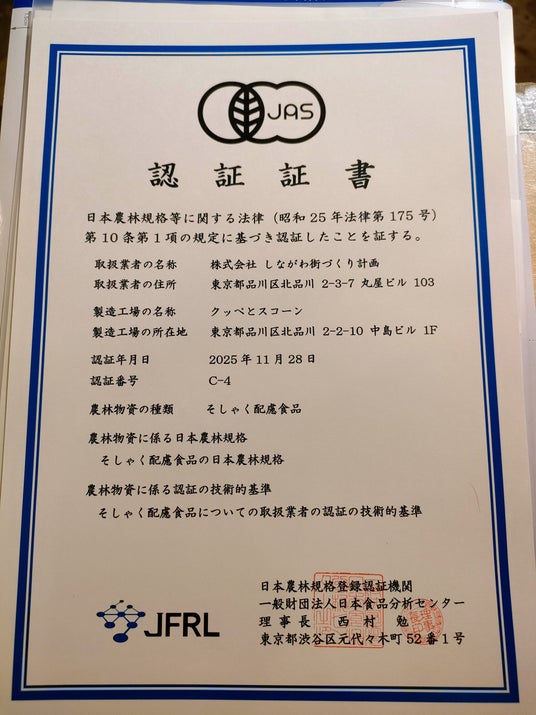 JAS
認証証書
日本農林規格等に関する法律（昭和25年法律第175号）
第10条第1項の規定に基づき認証したことを証する。
取扱業者の名称 株式会社 しながわ街づくり計画
取扱業者の住所 東京都品川区北品川 2-3-7 丸屋ビル 103
製造工場の名称 クッペとスコーン
製造工場の所在地 東京都品川区北品川 2-2-10 中島ビル 1F
認証年月日 2025年11月28日
認証番号 C-4
農林物資の種類 そしゃく配慮食品
農林物資に係る日本農林規格
そしゃく配慮食品の日本農林規格
農林物資に係る認証の技術的基準
そしゃく配慮食品についての取扱業者の認証の技術的基準
日本農林規格登録認証機関
一般財団法人日本食品分析センター
理事長 西村 勉
東京都渋谷区元代々木町52番1号
JFRL